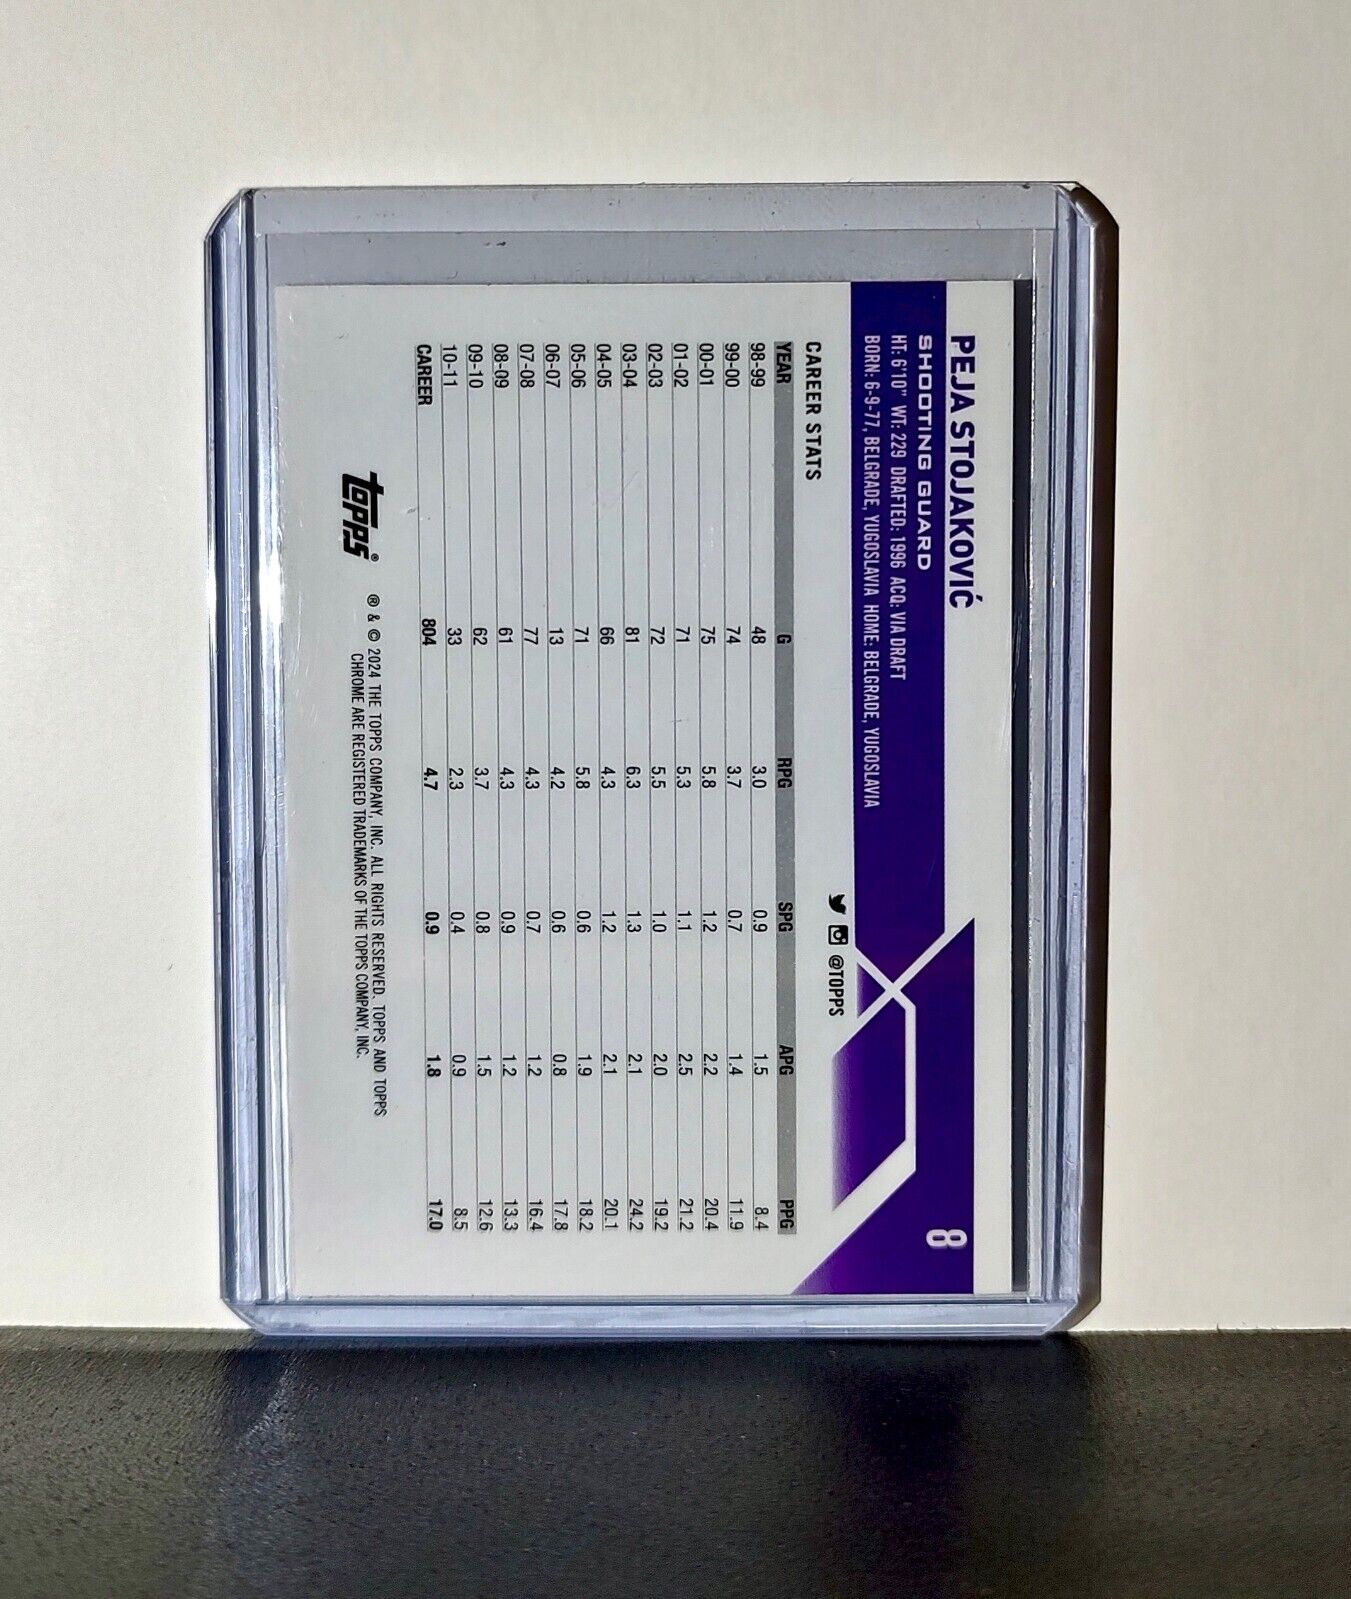 PEJA STOJAKOVIĆ
8
SHOOTING GUARD
HT: 6'10" WT: 229 DRAFTED: 1996 ACQ: VIA DRAFT
BORN: 6-9-77, BELGRADE, YUGOSLAVIA HOME: BELGRADE, YUGOSLAVIA
@TOPPS
CAREER STATS
YEAR G RPG SPG APG PPG
98-99 48 3.0 0.9 1.5 8.4
99-00 74 3.7 0.7 1.4 11.9
00-01 75 5.8 1.2 2.2 20.4
01-02 71 5.3 1.1 2.5 21.2
02-03 72 5.5 1.0 2.0 19.2
03-04 81 6.3 1.3 2.1 24.2
04-05 66 4.3 1.2 2.1 20.1
05-06 71 5.8 0.6 1.9 18.2
06-07 13 4.2 0.6 0.8 17.8
07-08 77 4.3 0.7 1.2 16.4
08-09 61 4.3 0.9 1.2 13.3
09-10 62 3.7 0.8 1.5 12.6
10-11 33 2.3 0.4 0.9 8.5
CAREER 804 4.7 0.9 1.8 17.0
topps®
® & © 2024 THE TOPPS COMPANY, INC. ALL RIGHTS RESERVED. TOPPS AND TOPPS
CHROME ARE REGISTERED TRADEMARKS OF THE TOPPS COMPANY, INC.